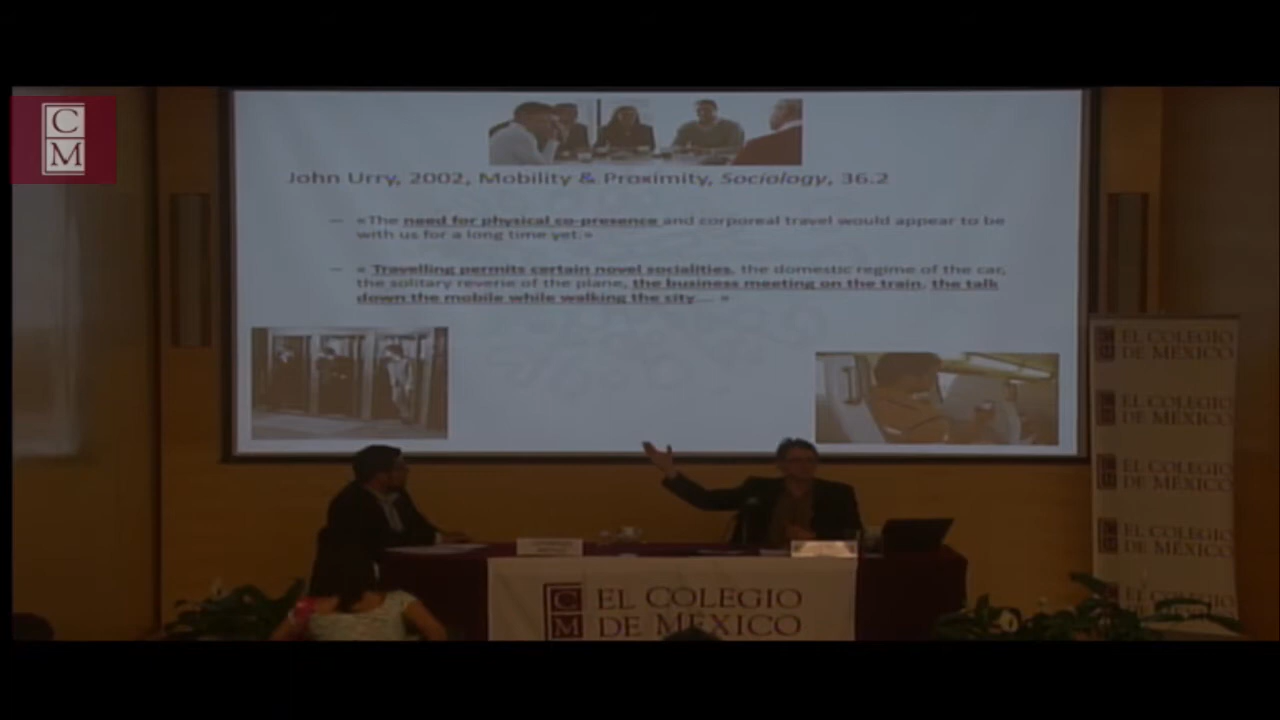 C
M
John Urry, 2002, Mobility & Proximity, Sociology, 36.2
– «The need for physical co-presence and corporeal travel would appear to be
with us for a long time yet.»
– « Travelling permits certain novel socialities, the domestic regime of the car,
the solitary reverie of the plane, the business meeting on the train, the talk
down the mobile while walking the city.... »
C M EL COLEGIO
DE MÉXICO
C M EL COLEGIO
DE MÉXICO
C M EL COLEGIO
DE MÉXICO
C M EL COLEGIO
DE MÉXICO
EL COLEGIO
C M EL COLEGIO
DE MÉXICO